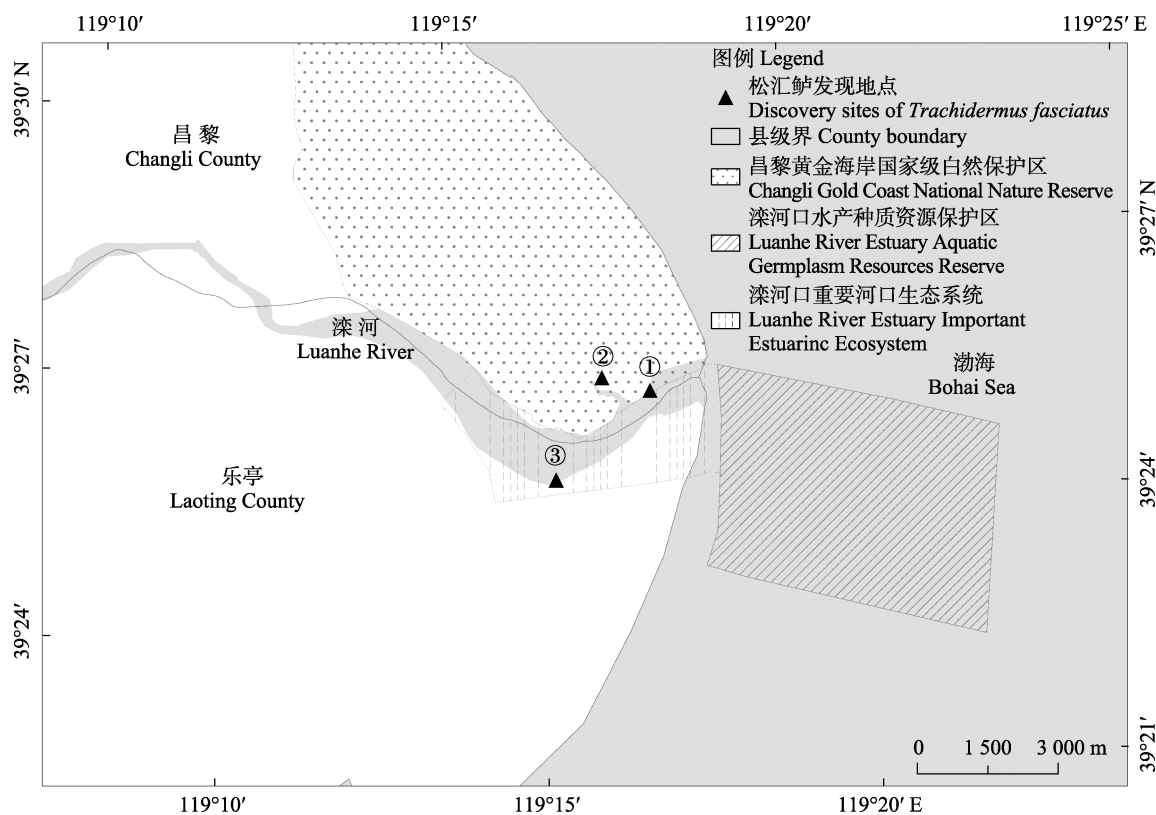 119°10′ 119°15′ 119°20′ 119°25′ E
39°30′ N
39°27′
39°24′
图例 Legend
松汇鲈发现地点
Discovery sites of Trachidermus fasciatus
县级界 County boundary
昌黎黄金海岸国家级自然保护区
Changli Gold Coast National Nature Reserve
滦河口水产种质资源保护区
Luanhe River Estuary Aquatic
Germplasm Resources Reserve
滦河口重要河口生态系统
Luanhe River Estuary Important
Estuarinc Ecosystem
昌黎
Changli County
滦河
Luanhe River
②
①
③
渤海
Bohai Sea
乐亭
Laoting County
39°27′ N
39°24′
39°21′
0 1 500 3 000 m
119°10′ 119°15′ 119°20′ E